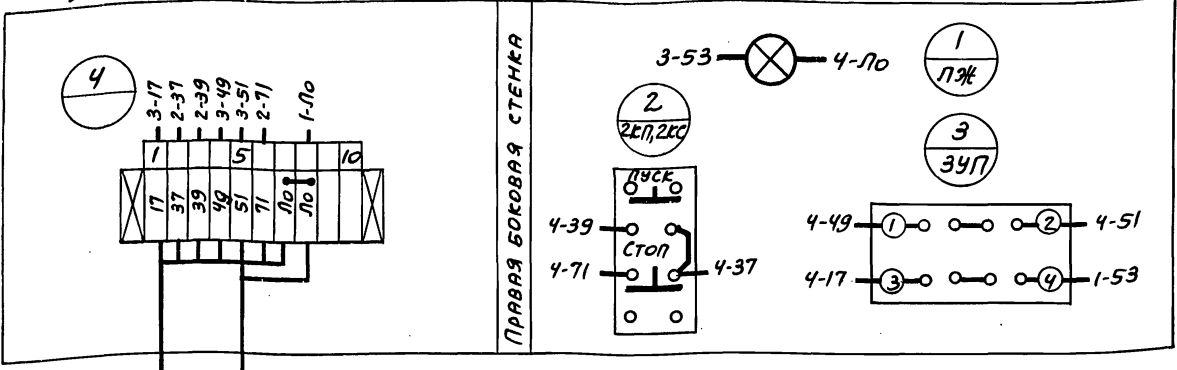 4
3-17
2-37
2-39
3-49
3-51
2-71
1-ЛО
1 5 10
17
37
39
49
51
71
ЛО
ЛО
ПРАВАЯ БОКОВАЯ СТЕНКА
3-53 4-ЛО
1
ЛЖ
2
2КП, 2КС
3
3УП
ПУСК
4-39
СТОП
4-71 4-37
4-49 1 2 4-51
4-17 3 4 1-53